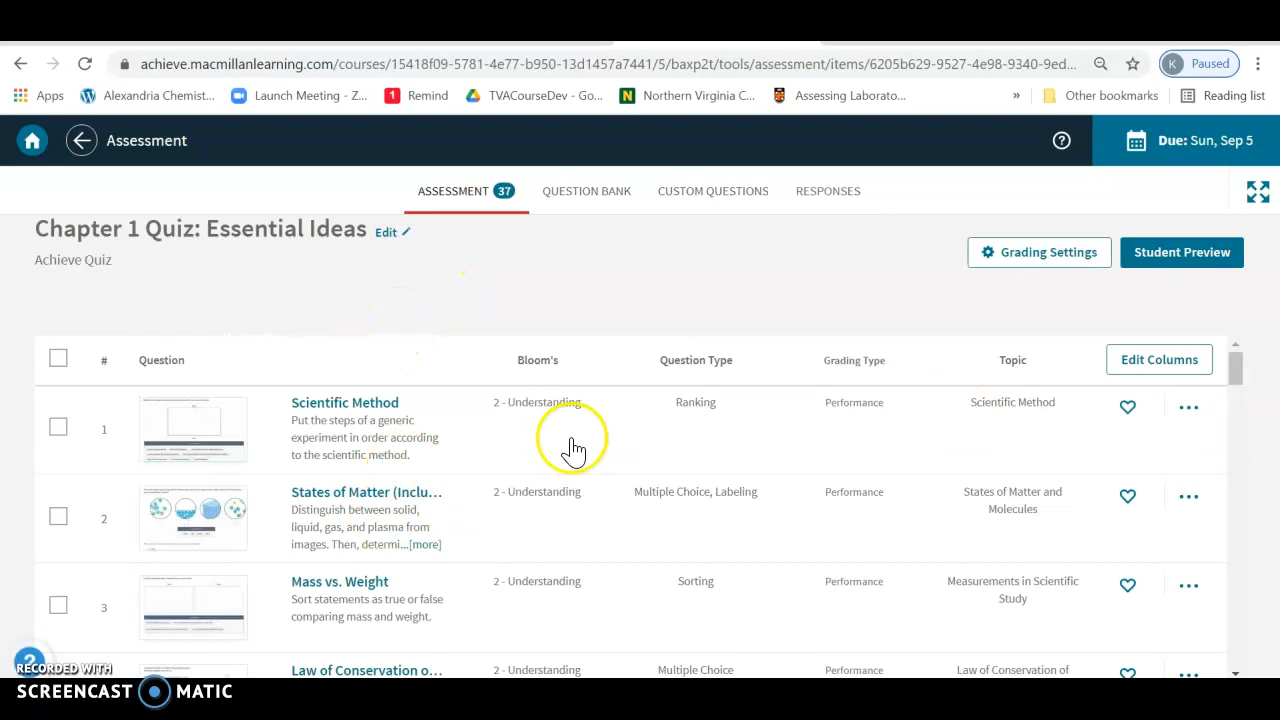 achieve.macmillanlearning.com/courses/15418f09-5781-4e77-b950-13d1457a7441/5/baxp2t/tools/assessment/items/6205b629-9527-4e98-9340-9ed...
K Paused
Apps Alexandria Chemist... Launch Meeting - Z... 1 Remind TVACourseDev - Go... N Northern Virginia C... Assessing Laborato... » Other bookmarks Reading list
Assessment ? Due: Sun, Sep 5
ASSESSMENT 37 QUESTION BANK CUSTOM QUESTIONS RESPONSES
Chapter 1 Quiz: Essential Ideas Edit
Achieve Quiz
Grading Settings Student Preview
# Question Bloom's Question Type Grading Type Topic Edit Columns
1 Scientific Method 2 - Understanding Ranking Performance Scientific Method
Put the steps of a generic
experiment in order according
to the scientific method.
2 States of Matter (Inclu... 2 - Understanding Multiple Choice, Labeling Performance States of Matter and
Molecules
Distinguish between solid,
liquid, gas, and plasma from
images. Then, determi...[more]
3 Mass vs. Weight 2 - Understanding Sorting Performance Measurements in Scientific
Study
Sort statements as true or false
comparing mass and weight.
Law of Conservation o... 2 - Understanding Multiple Choice Performance Law of Conservation of
?
RECORDED WITH
SCREENCAST MATIC